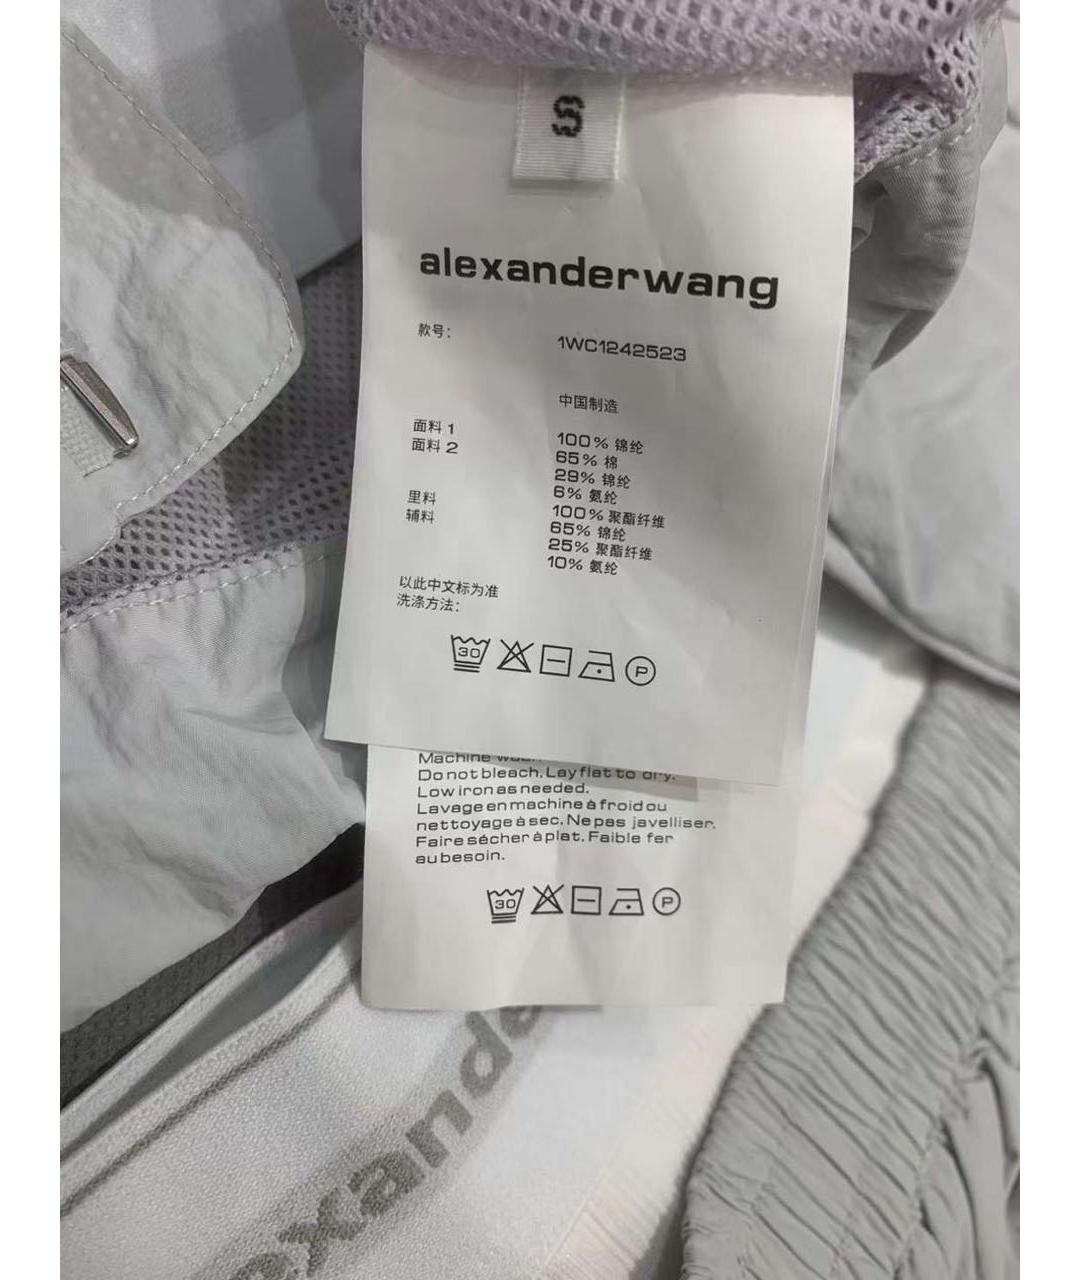 S
alexanderwang
款号： 1WC1242523
中国制造
面料 1 100% 锦纶
面料 2 65% 棉
29% 锦纶
6% 氨纶
里料 100% 聚酯纤维
辅料 65% 锦纶
25% 聚酯纤维
10% 氨纶
以此中文标为准
洗涤方法：
30 P
Machine
Do not bleach. Lay flat to dry.
Low iron as needed.
Lavage en machine à froid ou
nettoyage à sec. Ne pas javelliser.
Faire sécher à plat. Faible fer
au besoin.
30 P
exande